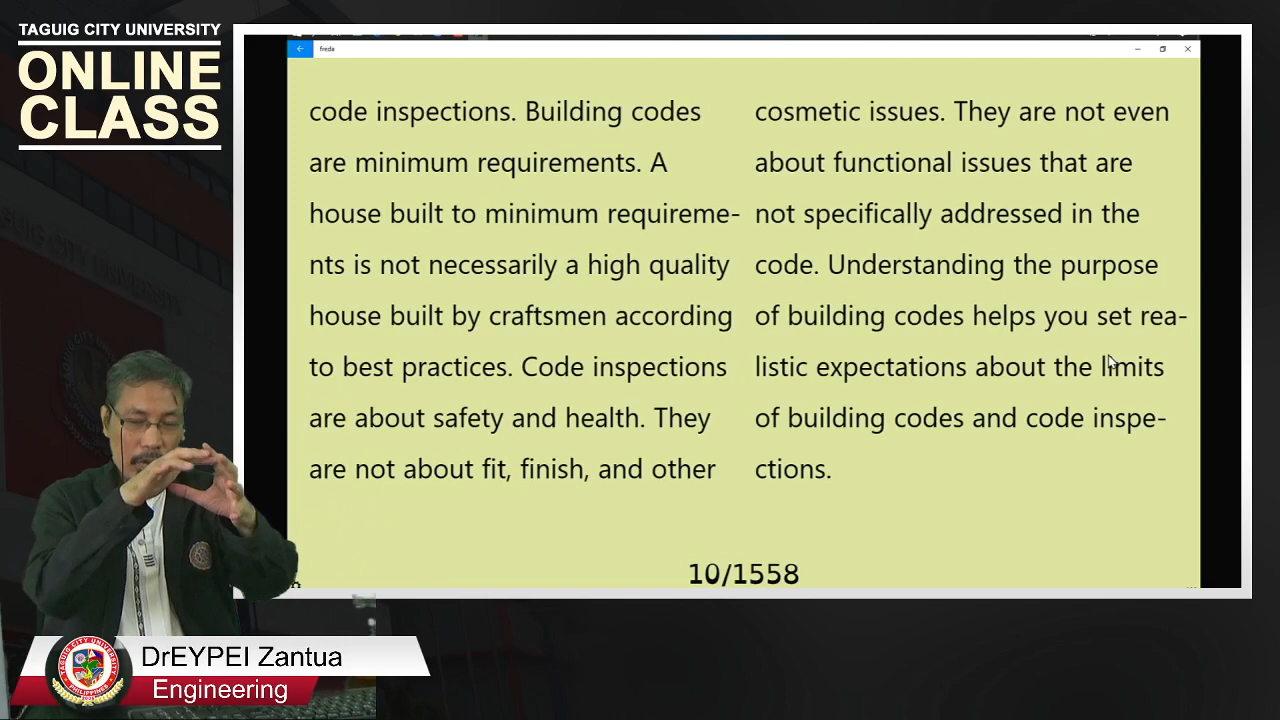 TAGUIG CITY UNIVERSITY
ONLINE
CLASS
freda
code inspections. Building codes
are minimum requirements. A
house built to minimum requireme-
nts is not necessarily a high quality
house built by craftsmen according
to best practices. Code inspections
are about safety and health. They
are not about fit, finish, and other
cosmetic issues. They are not even
about functional issues that are
not specifically addressed in the
code. Understanding the purpose
of building codes helps you set rea-
listic expectations about the limits
of building codes and code inspe-
ctions.
10/1558
DrEYPEI Zantua
Engineering